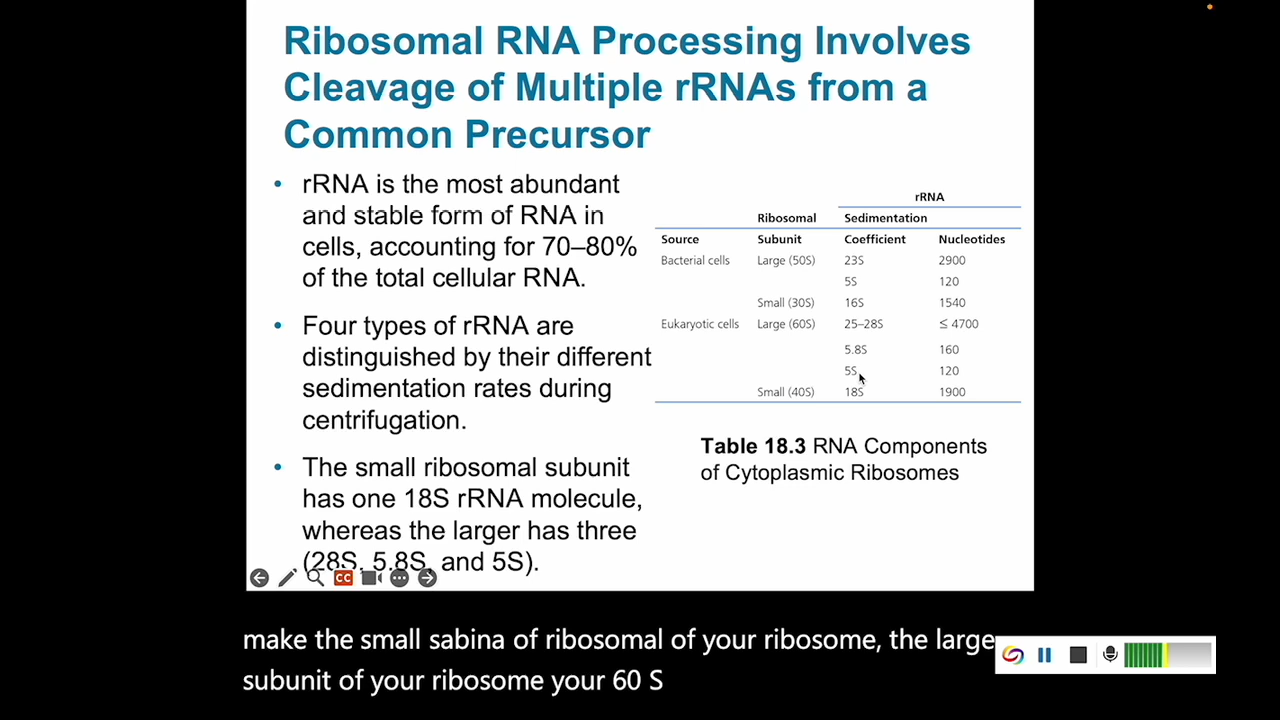 Ribosomal RNA Processing Involves
Cleavage of Multiple rRNAs from a
Common Precursor
• rRNA is the most abundant
and stable form of RNA in
cells, accounting for 70–80%
of the total cellular RNA.
• Four types of rRNA are
distinguished by their different
sedimentation rates during
centrifugation.
• The small ribosomal subunit
has one 18S rRNA molecule,
whereas the larger has three
(28S, 5.8S, and 5S).
rRNA
Ribosomal Sedimentation
Source Subunit Coefficient Nucleotides
Bacterial cells Large (50S) 23S 2900
5S 120
Small (30S) 16S 1540
Eukaryotic cells Large (60S) 25–28S ≤ 4700
5.8S 160
5S 120
Small (40S) 18S 1900
Table 18.3 RNA Components
of Cytoplasmic Ribosomes
CC
make the small sabina of ribosomal of your ribosome, the large
subunit of your ribosome your 60 S